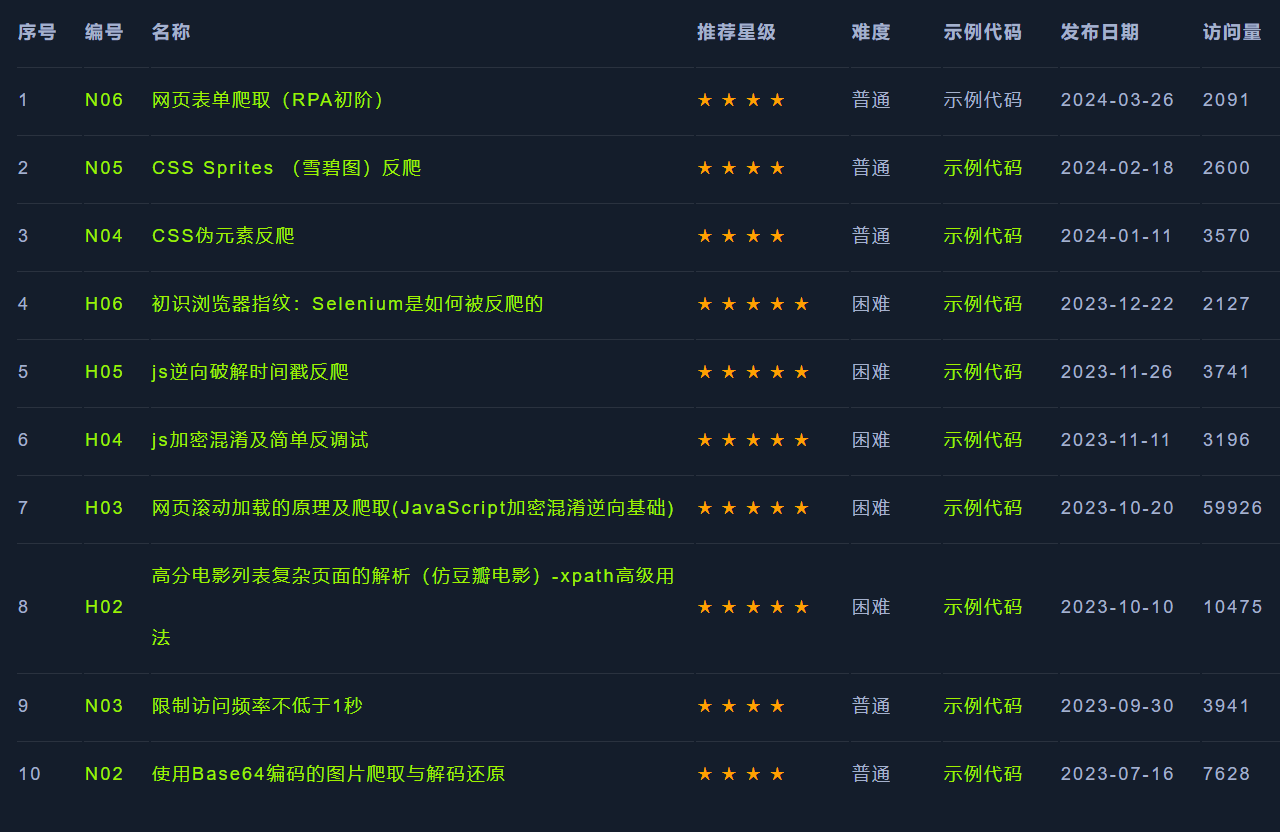 序号 编号 名称 推荐星级 难度 示例代码 发布日期 访问量
1 N06 网页表单爬取（RPA初阶） ★ ★ ★ ★ 普通 示例代码 2024-03-26 2091
2 N05 CSS Sprites （雪碧图）反爬 ★ ★ ★ ★ 普通 示例代码 2024-02-18 2600
3 N04 CSS伪元素反爬 ★ ★ ★ ★ 普通 示例代码 2024-01-11 3570
4 H06 初识浏览器指纹：Selenium是如何被反爬的 ★ ★ ★ ★ ★ 困难 示例代码 2023-12-22 2127
5 H05 js逆向破解时间戳反爬 ★ ★ ★ ★ ★ 困难 示例代码 2023-11-26 3741
6 H04 js加密混淆及简单反调试 ★ ★ ★ ★ ★ 困难 示例代码 2023-11-11 3196
7 H03 网页滚动加载的原理及爬取(JavaScript加密混淆逆向基础) ★ ★ ★ ★ ★ 困难 示例代码 2023-10-20 59926
8 H02 高分电影列表复杂页面的解析（仿豆瓣电影）-xpath高级用
法 ★ ★ ★ ★ ★ 困难 示例代码 2023-10-10 10475
9 N03 限制访问频率不低于1秒 ★ ★ ★ ★ 普通 示例代码 2023-09-30 3941
10 N02 使用Base64编码的图片爬取与解码还原 ★ ★ ★ ★ 普通 示例代码 2023-07-16 7628